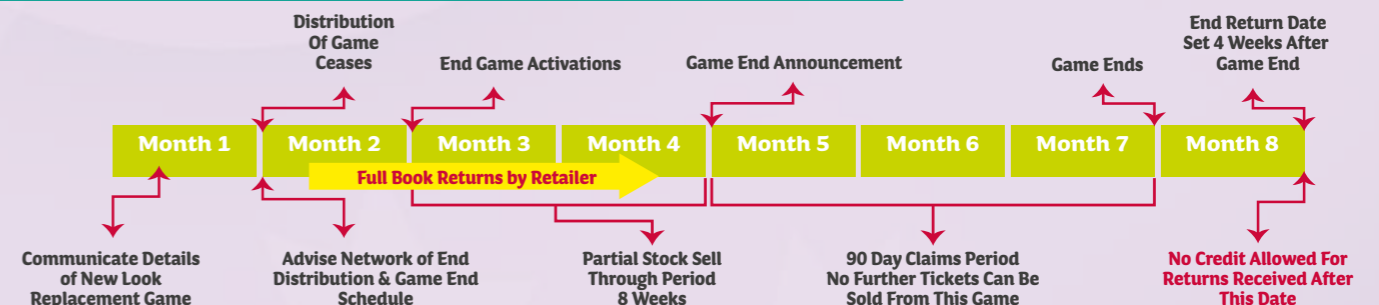 Distribution
Of Game
Ceases
End Game Activations
Game End Announcement
Game Ends
End Return Date
Set 4 Weeks After
Game End
Month 1
Month 2
Month 3
Month 4
Month 5
Month 6
Month 7
Month 8
Full Book Returns by Retailer
Communicate Details
of New Look
Replacement Game
Advise Network of End
Distribution & Game End
Schedule
Partial Stock Sell
Through Period
8 Weeks
90 Day Claims Period
No Further Tickets Can Be
Sold From This Game
No Credit Allowed For
Returns Received After
This Date